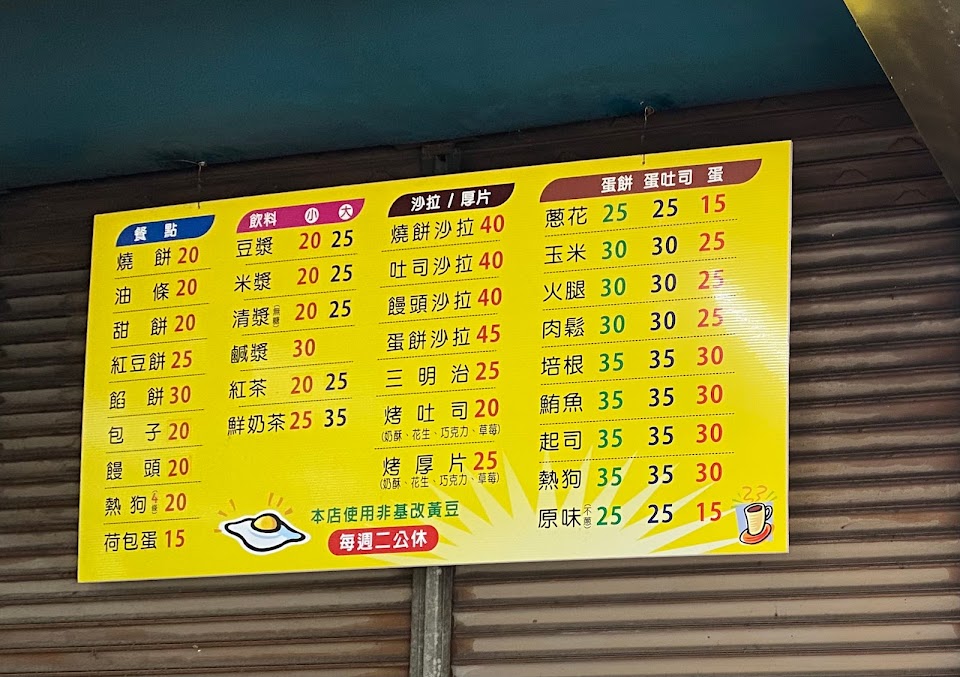 餐點
燒餅 20
油條 20
甜餅 20
紅豆餅 25
餡餅 30
包子 20
饅頭 20
熱狗 20
荷包蛋 15
飲料 小 大
豆漿 20 25
米漿 20 25
清漿(無糖) 20 25
鹹漿 30
紅茶 20 25
鮮奶茶 25 35
沙拉 / 厚片
燒餅沙拉 40
吐司沙拉 40
饅頭沙拉 40
蛋餅沙拉 45
三明治 25
烤吐司 20
(奶酥、花生、巧克力、草莓)
烤厚片 25
(奶酥、花生、巧克力、草莓)
蛋餅 蛋吐司 蛋
蔥花 25 25 15
玉米 30 30 25
火腿 30 30 25
肉鬆 30 30 25
培根 35 35 30
鮪魚 35 35 30
起司 35 35 30
熱狗 35 35 30
原味(不蔥) 25 25 15
本店使用非基改黃豆
每週二公休